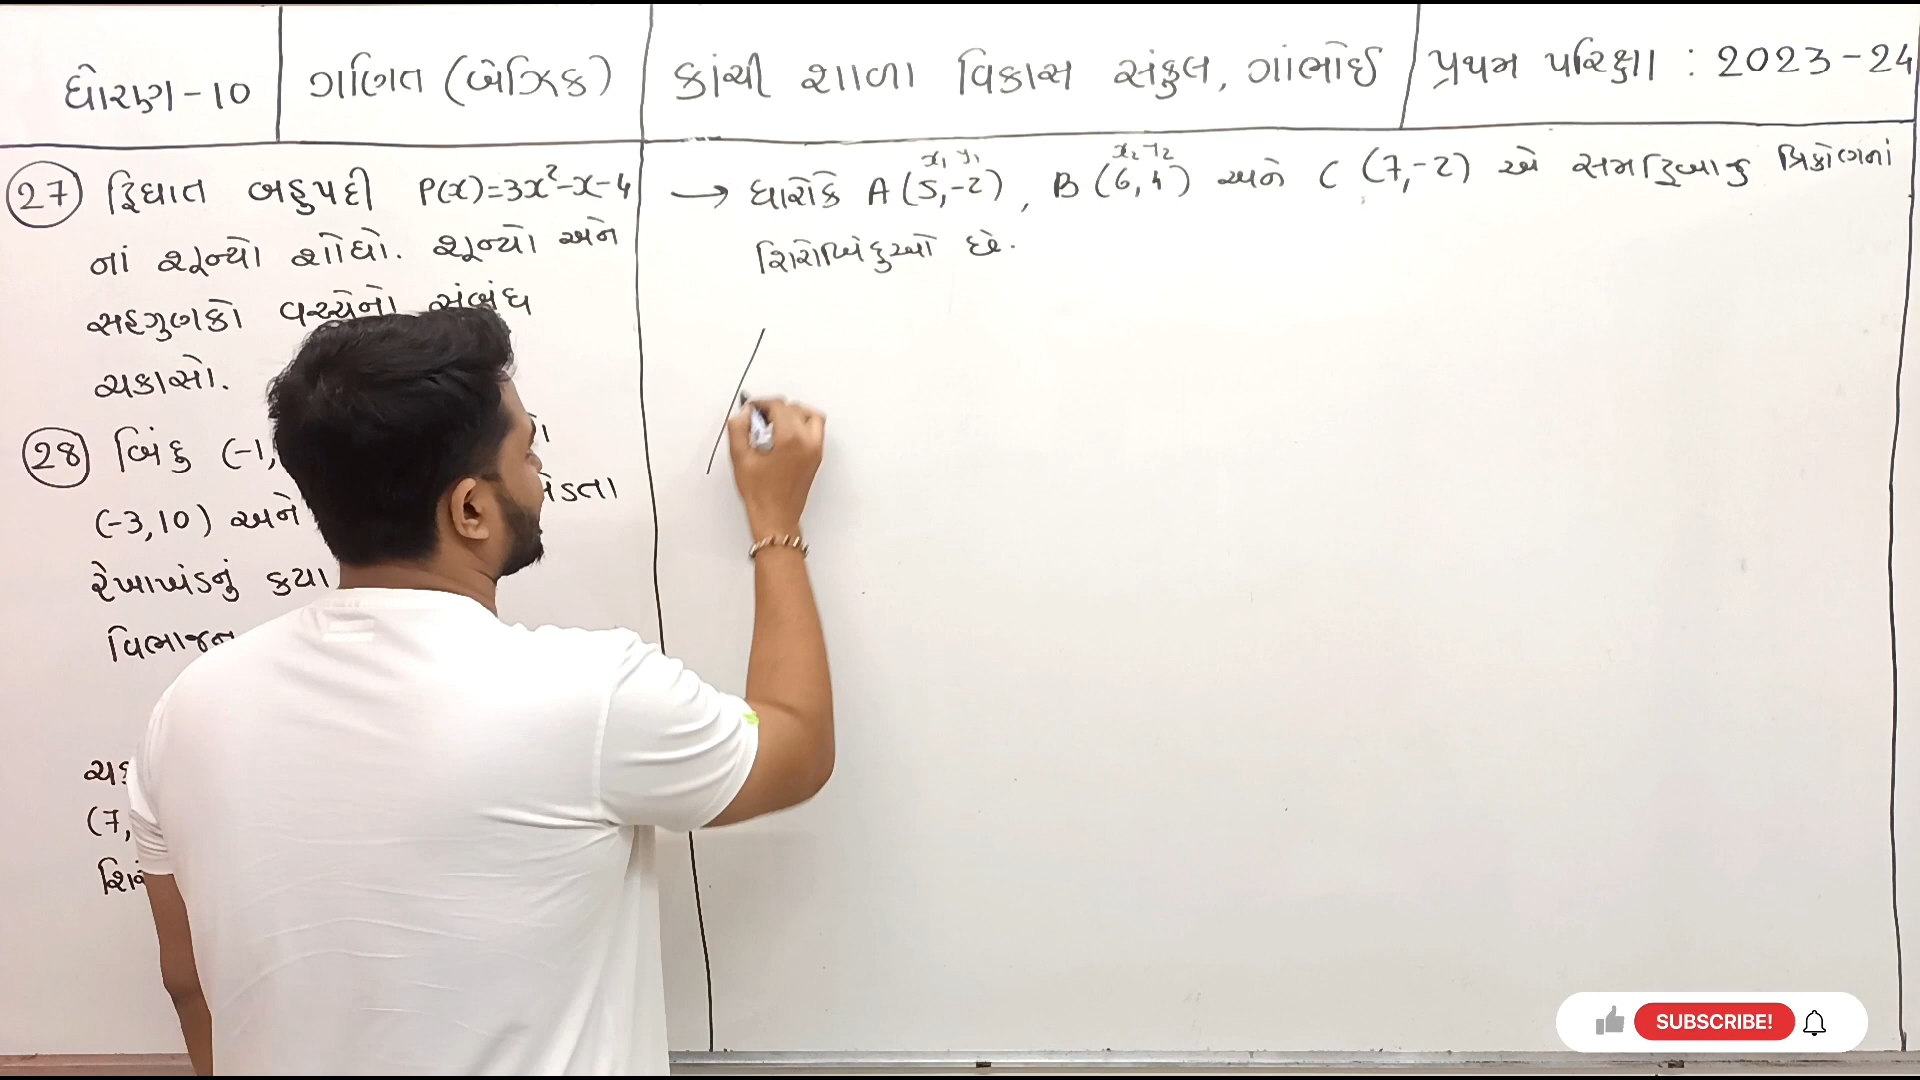 ધોરણ-10
ગણિત (બેઝિક)
કાંચી શાળા વિકાસ સંકુલ, ગાંભોઈ
પ્રથમ પરિક્ષા : 2023-24
27 દ્વિઘાત બહુપદી P(x)=3x²-x-4
નાં શૂન્યો શોધો. શૂન્યો અને
સહગુણકો વચ્ચેનો સંબંધ
ચકાસો.
28 બિંદુ (-1,
(-3,10) અને
રેખાખંડનું કયા
વિભાજન
(7,
x₁ y₁ x₂ y₂
→ ધારોકે A (5,-2), B (6,4) અને C (7,-2) એ સમદ્વિબાજુ ત્રિકોણનાં
શિરોબિંદુઓ છે.
SUBSCRIBE!